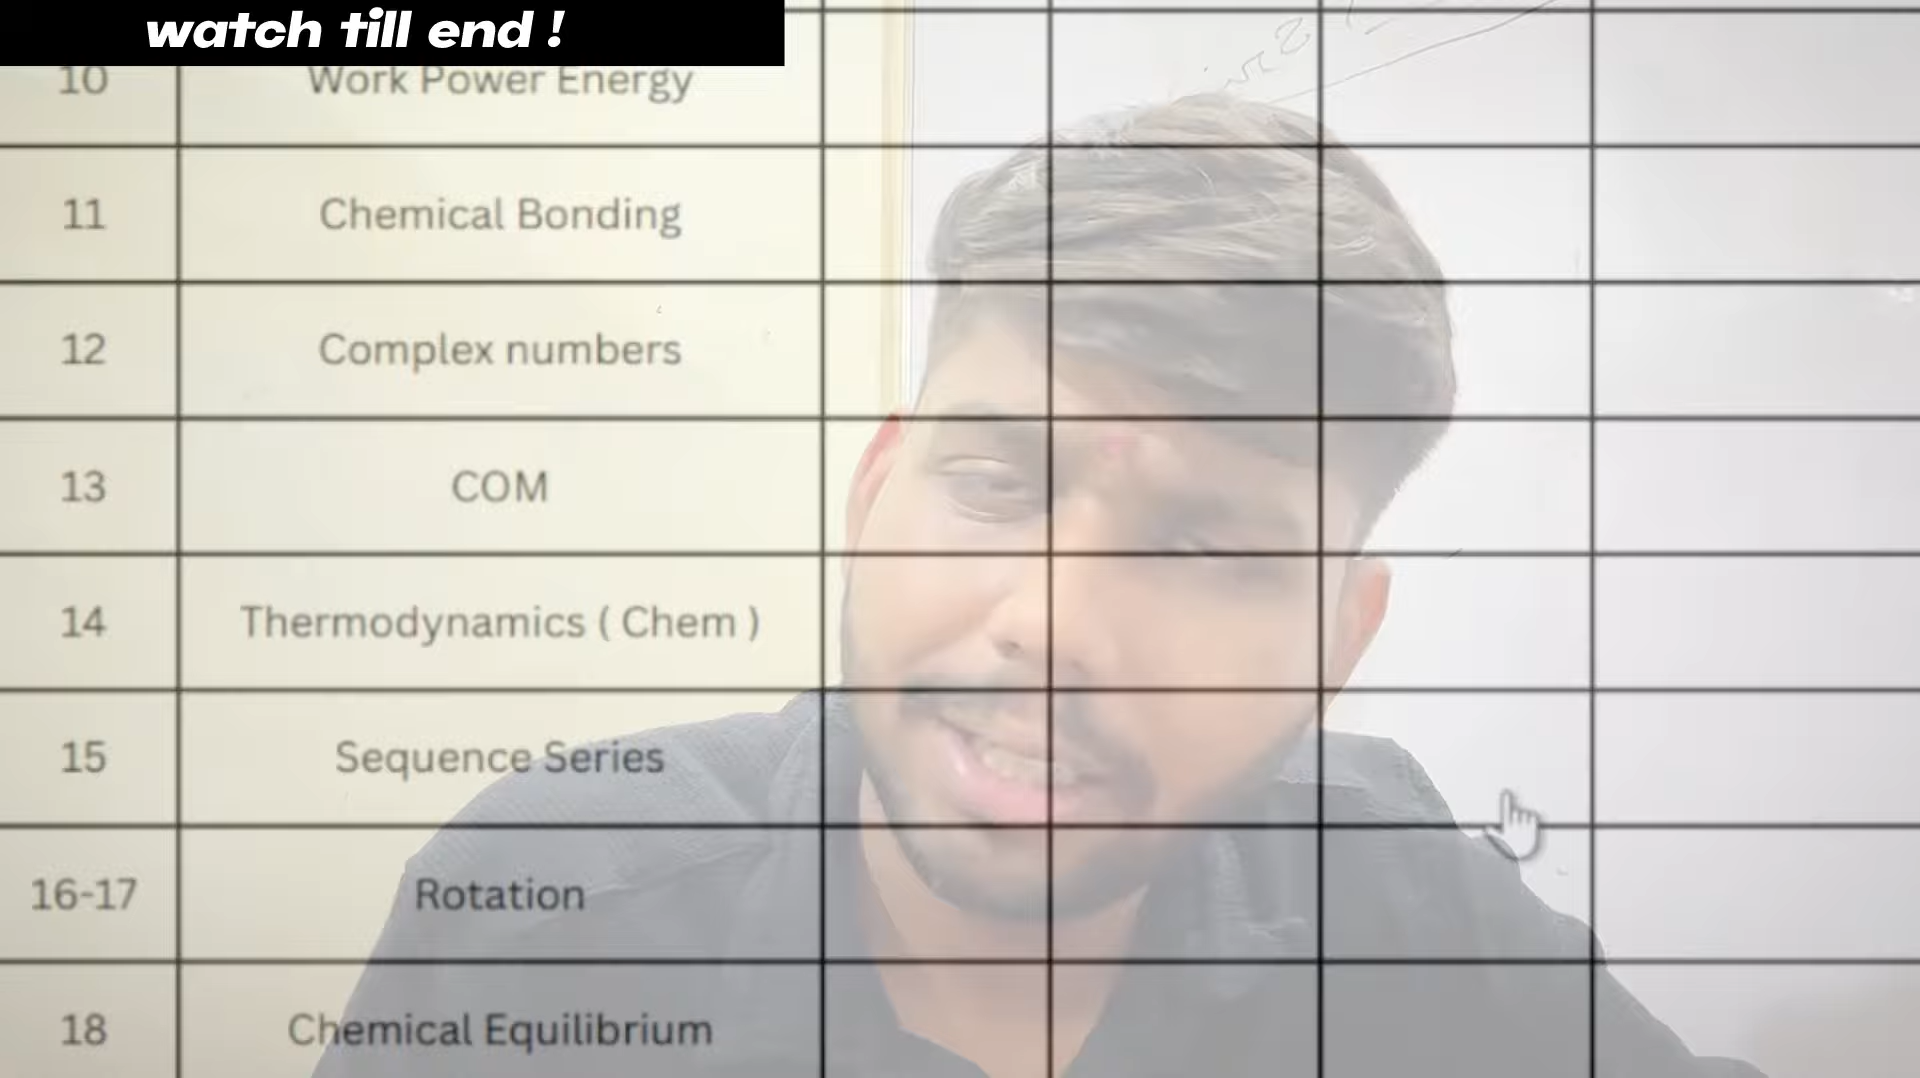 watch till end !
10 Work Power Energy
11 Chemical Bonding
12 Complex numbers
13 COM
14 Thermodynamics ( Chem )
15 Sequence Series
16-17 Rotation
18 Chemical Equilibrium